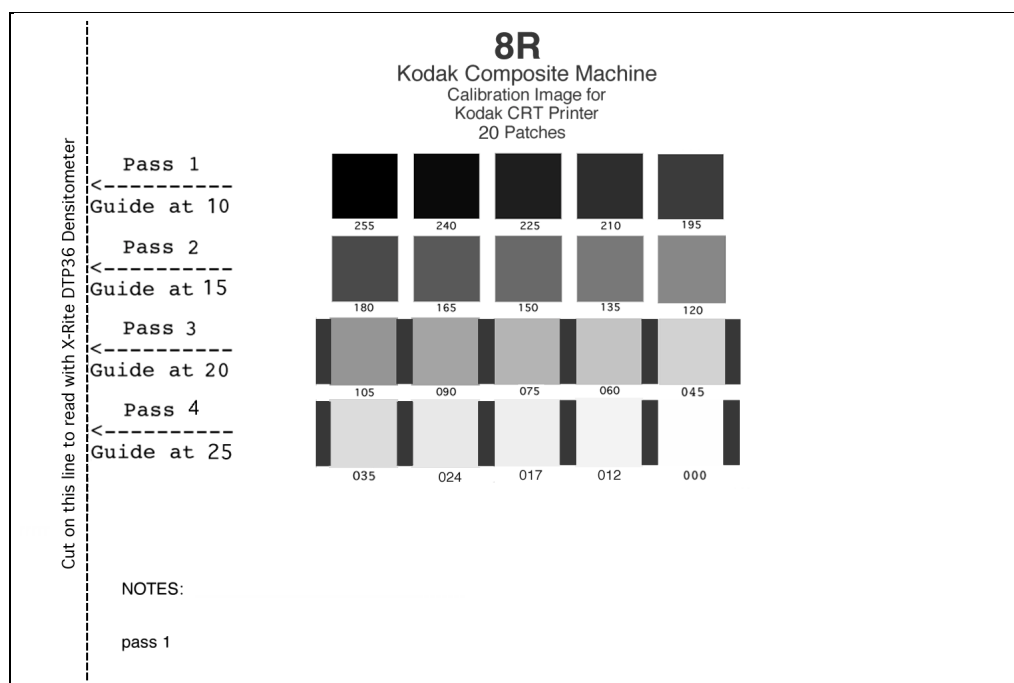 8R
Kodak Composite Machine
Calibration Image for
Kodak CRT Printer
20 Patches
Cut on this line to read with X-Rite DTP36 Densitometer
Pass 1
<-----------
Guide at 10
255 240 225 210 195
Pass 2
<-----------
Guide at 15
180 165 150 135 120
Pass 3
<-----------
Guide at 20
105 090 075 060 045
Pass 4
<-----------
Guide at 25
035 024 017 012 000
NOTES:
pass 1